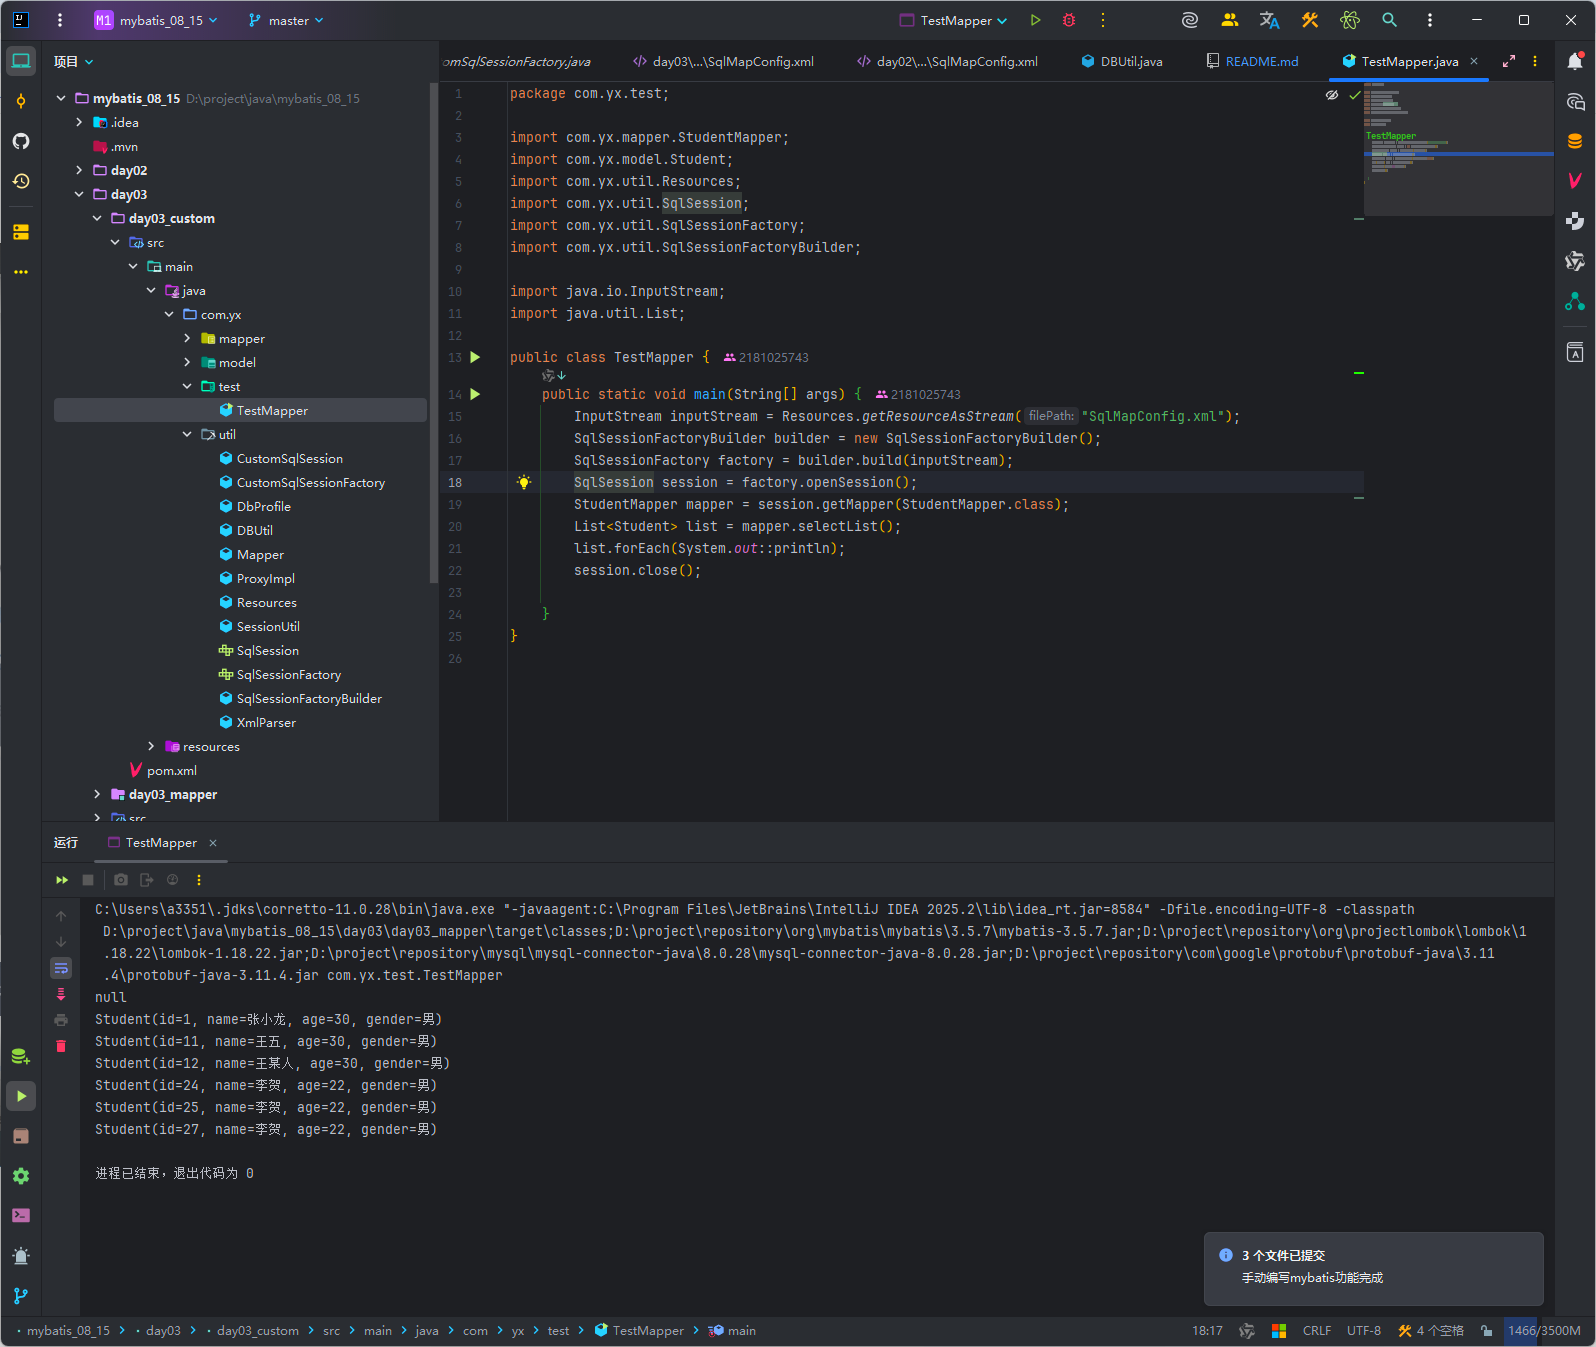 M1 mybatis_08_15 master TestMapper
项目
omSqlSessionFactory.java day03\...\SqlMapConfig.xml day02\...\SqlMapConfig.xml DBUtil.java README.md TestMapper.java
mybatis_08_15 D:\project\java\mybatis_08_15
.idea
.mvn
day02
day03
day03_custom
src
main
java
com.yx
mapper
model
test
TestMapper
util
CustomSqlSession
CustomSqlSessionFactory
DbProfile
DBUtil
Mapper
ProxyImpl
Resources
SessionUtil
SqlSession
SqlSessionFactory
SqlSessionFactoryBuilder
XmlParser
resources
pom.xml
day03_mapper
src
1 package com.yx.test;
2
3 import com.yx.mapper.StudentMapper;
4 import com.yx.model.Student;
5 import com.yx.util.Resources;
6 import com.yx.util.SqlSession;
7 import com.yx.util.SqlSessionFactory;
8 import com.yx.util.SqlSessionFactoryBuilder;
9
10 import java.io.InputStream;
11 import java.util.List;
12
13 public class TestMapper { 2181025743
14 public static void main(String[] args) { 2181025743
15 InputStream inputStream = Resources.getResourceAsStream( filePath: "SqlMapConfig.xml");
16 SqlSessionFactoryBuilder builder = new SqlSessionFactoryBuilder();
17 SqlSessionFactory factory = builder.build(inputStream);
18 SqlSession session = factory.openSession();
19 StudentMapper mapper = session.getMapper(StudentMapper.class);
20 List<Student> list = mapper.selectList();
21 list.forEach(System.out::println);
22 session.close();
23
24 }
25 }
26
TestMapper
运行 TestMapper
C:\Users\a3351\.jdks\corretto-11.0.28\bin\java.exe "-javaagent:C:\Program Files\JetBrains\IntelliJ IDEA 2025.2\lib\idea_rt.jar=8584" -Dfile.encoding=UTF-8 -classpath
D:\project\java\mybatis_08_15\day03\day03_mapper\target\classes;D:\project\repository\org\mybatis\mybatis\3.5.7\mybatis-3.5.7.jar;D:\project\repository\org\projectlombok\lombok\1
.18.22\lombok-1.18.22.jar;D:\project\repository\mysql\mysql-connector-java\8.0.28\mysql-connector-java-8.0.28.jar;D:\project\repository\com\google\protobuf\protobuf-java\3.11
.4\protobuf-java-3.11.4.jar com.yx.test.TestMapper
null
Student(id=1, name=张小龙, age=30, gender=男)
Student(id=11, name=王五, age=30, gender=男)
Student(id=12, name=王某人, age=30, gender=男)
Student(id=24, name=李贺, age=22, gender=男)
Student(id=25, name=李贺, age=22, gender=男)
Student(id=27, name=李贺, age=22, gender=男)
进程已结束，退出代码为 0
3 个文件已提交
手动编写mybatis功能完成
mybatis_08_15 day03 day03_custom src main java com yx test TestMapper main 18:17 CRLF UTF-8 4 个空格 1466/3500M